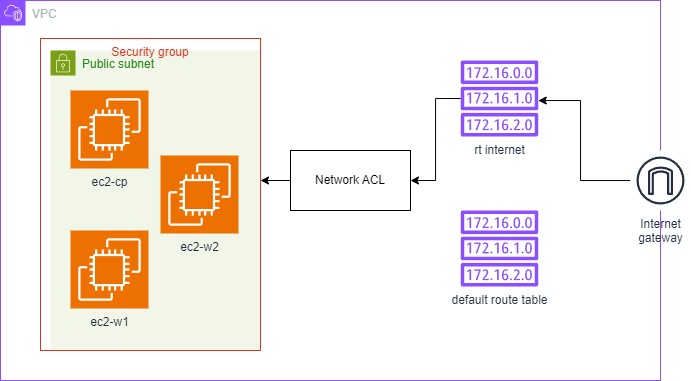 VPC
Security group
Public subnet
ec2-cp
ec2-w2
ec2-w1
Network ACL
172.16.0.0
172.16.1.0
172.16.2.0
rt internet
Internet
gateway
172.16.0.0
172.16.1.0
172.16.2.0
default route table